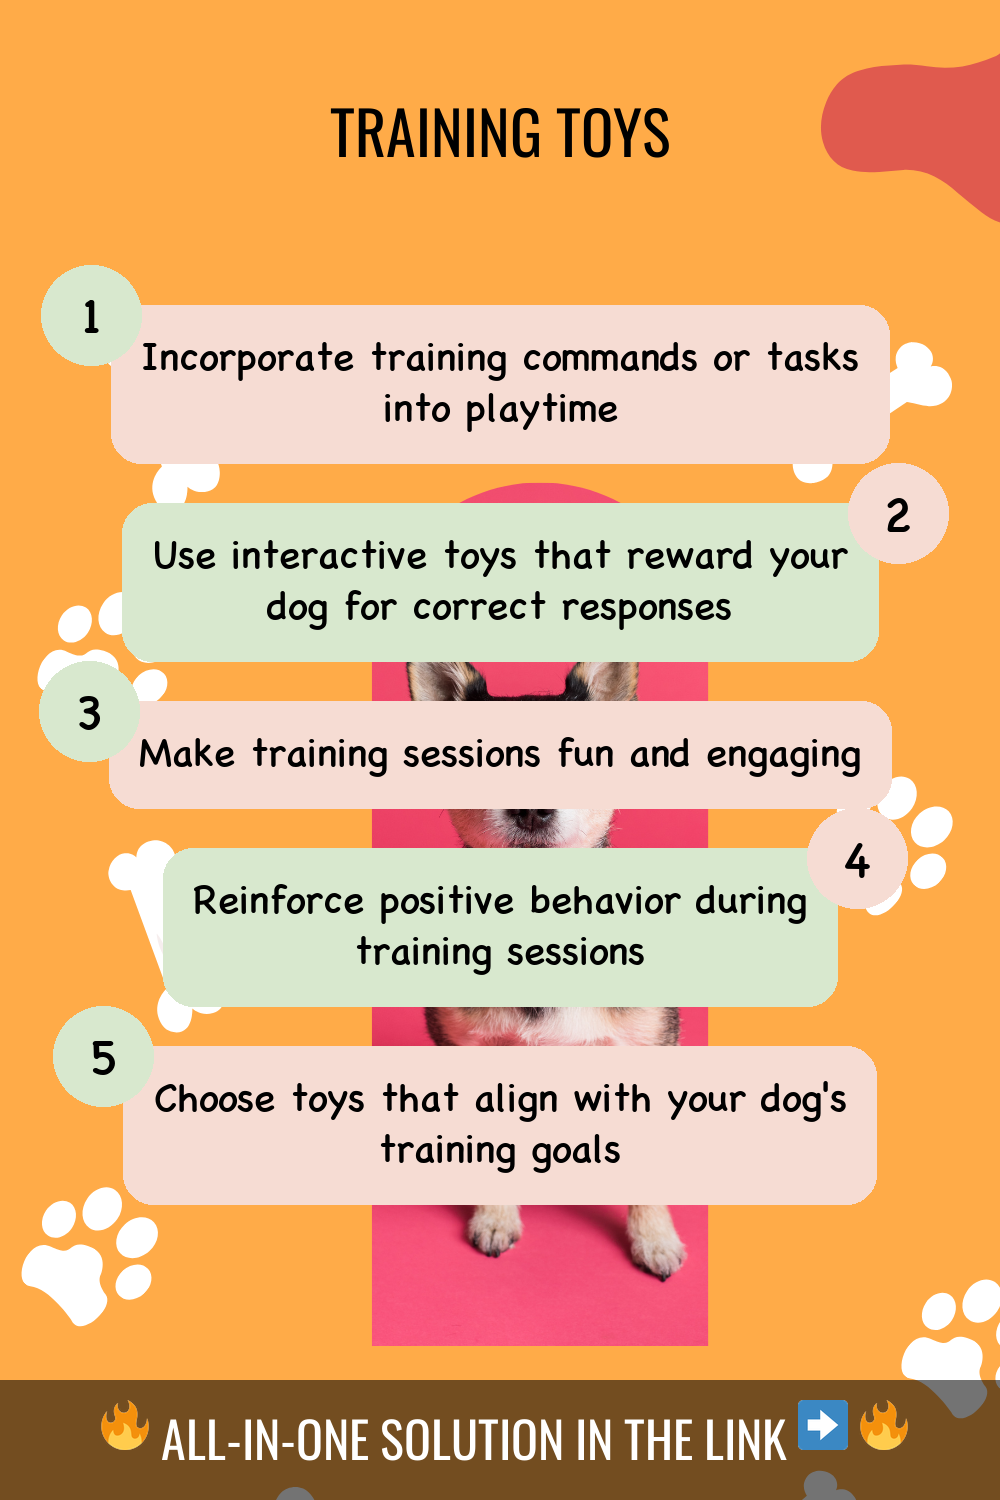 TRAINING TOYS
1
Incorporate training commands or tasks
into playtime
2
Use interactive toys that reward your
dog for correct responses
3
Make training sessions fun and engaging
4
Reinforce positive behavior during
training sessions
5
Choose toys that align with your dog's
training goals
🔥 ALL-IN-ONE SOLUTION IN THE LINK ➡️ 🔥